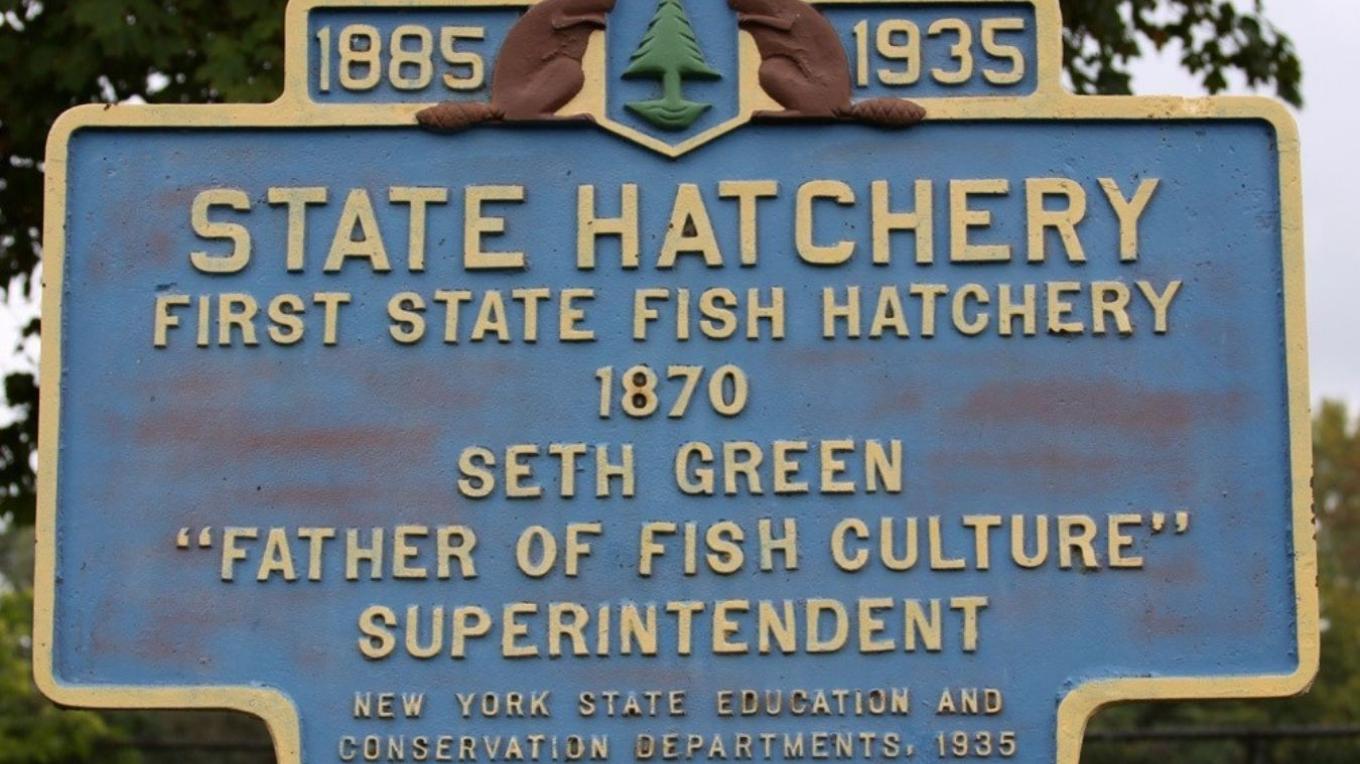 1885 1935
STATE HATCHERY
FIRST STATE FISH HATCHERY
1870
SETH GREEN
“FATHER OF FISH CULTURE”
SUPERINTENDENT
NEW YORK STATE EDUCATION AND
CONSERVATION DEPARTMENTS, 1935